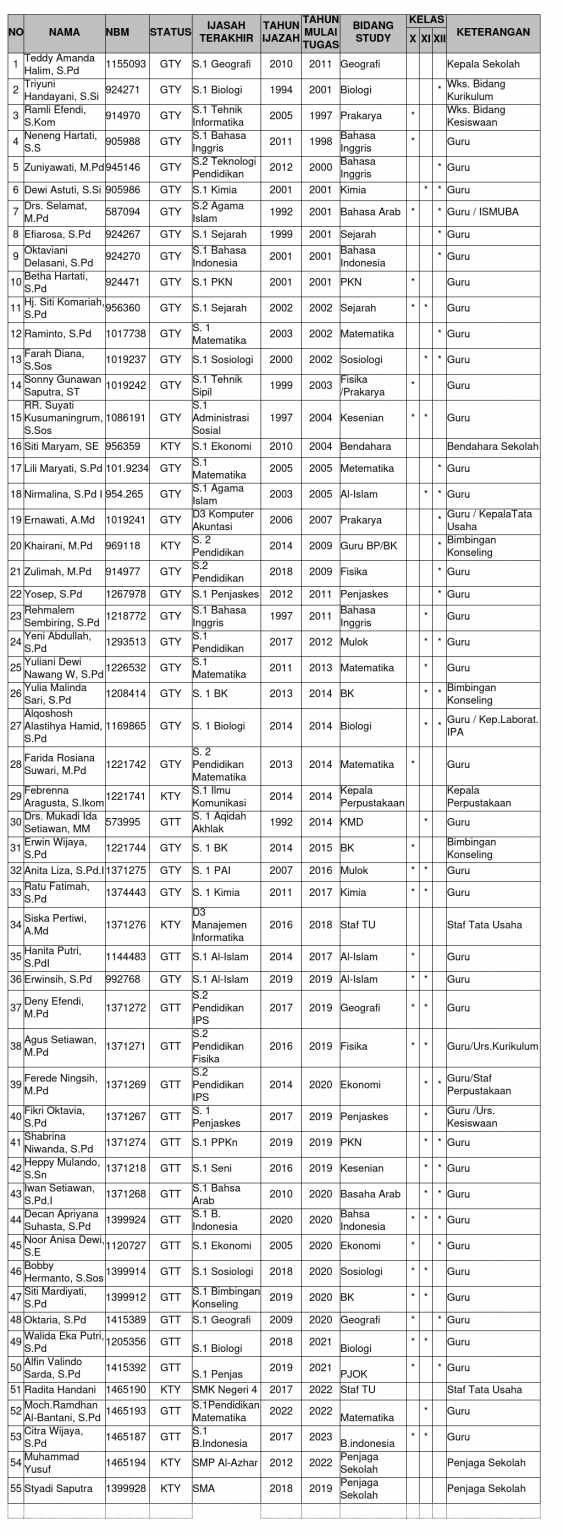 NO NAMA NBM STATUS IJASAH TERAKHIR TAHUN IJAZAH TAHUN MULAI TUGAS BIDANG STUDY KELAS X XI XII KETERANGAN
1 Teddy Amanda Halim, S.Pd 1155093 GTY S.1 Geografi 2010 2011 Geografi Kepala Sekolah
2 Triyuni Handayani, S.Si 924271 GTY S.1 Biologi 1994 2001 Biologi * Wks. Bidang Kurikulum
3 Ramli Efendi, S.Kom 914970 GTY S.1 Tehnik Informatika 2005 1997 Prakarya * Wks. Bidang Kesiswaan
4 Neneng Hartati, S.S 905988 GTY S.1 Bahasa Inggris 2011 1998 Bahasa Inggris * Guru
5 Zuniyawati, M.Pd 945146 GTY S.2 Teknologi Pendidikan 2012 2000 Bahasa Inggris * Guru
6 Dewi Astuti, S.Si 905986 GTY S.1 Kimia 2001 2001 Kimia * * Guru
7 Drs. Selamat, M.Pd 587094 GTY S.2 Agama Islam 1992 2001 Bahasa Arab * * Guru / ISMUBA
8 Efiarosa, S.Pd 924267 GTY S.1 Sejarah 1999 2001 Sejarah * Guru
9 Oktaviani Delasani, S.Pd 924270 GTY S.1 Bahasa Indonesia 2001 2001 Bahasa Indonesia * Guru
10 Betha Hartati, S.Pd 924471 GTY S.1 PKN 2001 2001 PKN * Guru
11 Hj. Siti Komariah, S.Pd 956360 GTY S.1 Sejarah 2002 2002 Sejarah * * Guru
12 Raminto, S.Pd 1017738 GTY S. 1 Matematika 2003 2002 Matematika * Guru
13 Farah Diana, S.Sos 1019237 GTY S.1 Sosiologi 2000 2002 Sosiologi * * Guru
14 Sonny Gunawan Saputra, ST 1019242 GTY S.1 Tehnik Sipil 1999 2003 Fisika /Prakarya * Guru
15 RR. Suyati Kusumaningrum, S.Sos 1086191 GTY S.1 Administrasi Sosial 1997 2004 Kesenian * * Guru
16 Siti Maryam, SE 956359 KTY S.1 Ekonomi 2010 2004 Bendahara Bendahara Sekolah
17 Lili Maryati, S.Pd 101.9234 GTY S.1 Matematika 2005 2005 Metematika * Guru
18 Nirmalina, S.Pd I 954.265 GTY S.1 Agama Islam 2003 2005 Al-Islam * * Guru
19 Ernawati, A.Md 1019241 GTY D3 Komputer Akuntasi 2006 2007 Prakarya * Guru / KepalaTata Usaha
20 Khairani, M.Pd 969118 KTY S. 2 Pendidikan 2014 2009 Guru BP/BK * Bimbingan Konseling
21 Zulimah, M.Pd 914977 GTY S.2 Pendidikan 2018 2009 Fisika * Guru
22 Yosep, S.Pd 1267978 GTY S.1 Penjaskes 2012 2011 Penjaskes * Guru
23 Rehmalem Sembiring, S.Pd 1218772 GTY S.1 Bahasa Inggris 1997 2011 Bahasa Inggris * Guru
24 Yeni Abdullah, S.Pd 1293513 GTY S.1 Pendidikan 2017 2012 Mulok * * Guru
25 Yuliani Dewi Nawang W, S.Pd 1226532 GTY S.1 Matematika 2011 2013 Matematika * Guru
26 Yulia Malinda Sari, S.Pd 1208414 GTY S. 1 BK 2013 2014 BK * * Bimbingan Konseling
27 Alqoshosh Alastihya Hamid, S.Pd 1169865 GTY S. 1 Biologi 2014 2014 Biologi * * Guru / Kep.Laborat. IPA
28 Farida Rosiana Suwari, M.Pd 1221742 GTY S. 2 Pendidikan Matematika 2013 2014 Matematika * Guru
29 Febrenna Aragusta, S.Ikom 1221741 KTY S.1 Ilmu Komunikasi 2014 2014 Kepala Perpustakaan Kepala Perpustakaan
30 Drs. Mukadi Ida Setiawan, MM 573995 GTT S. 1 Aqidah Akhlak 1992 2014 KMD * Guru
31 Erwin Wijaya, S.Pd 1221744 GTY S. 1 BK 2014 2015 BK * Bimbingan Konseling
32 Anita Liza, S.Pd.I 1371275 GTY S. 1 PAI 2007 2016 Mulok * * Guru
33 Ratu Fatimah, S.Pd 1374443 GTY S. 1 Kimia 2011 2017 Kimia * * Guru
34 Siska Pertiwi, A.Md 1371276 KTY D3 Manajemen Informatika 2016 2018 Staf TU Staf Tata Usaha
35 Hanita Putri, S.PdI 1144483 GTT S.1 Al-Islam 2014 2017 Al-Islam * Guru
36 Erwinsih, S.Pd 992768 GTY S.1 Al-Islam 2019 2019 Al-Islam * * Guru
37 Deny Efendi, M.Pd 1371272 GTT S.2 Pendidikan IPS 2017 2019 Geografi * * Guru
38 Agus Setiawan, M.Pd 1371271 GTT S.2 Pendidikan Fisika 2016 2019 Fisika * * Guru/Urs.Kurikulum
39 Ferede Ningsih, M.Pd 1371269 GTT S.2 Pendidikan IPS 2014 2020 Ekonomi * * Guru/Staf Perpustakaan
40 Fikri Oktavia, S.Pd 1371267 GTT S. 1 Penjaskes 2017 2019 Penjaskes * Guru /Urs. Kesiswaan
41 Shabrina Niwanda, S.Pd 1371274 GTT S.1 PPKn 2019 2019 PKN * * Guru
42 Heppy Mulando, S.Sn 1371218 GTT S.1 Seni 2016 2019 Kesenian * * Guru
43 Iwan Setiawan, S.Pd.I 1371268 GTT S.1 Bahsa Arab 2010 2020 Basaha Arab * * Guru
44 Decan Apriyana Suhasta, S.Pd 1399924 GTT S.1 B. Indonesia 2020 2020 Bahsa Indonesia * * * Guru
45 Noor Anisa Dewi, S.E 1120727 GTT S.1 Ekonomi 2005 2020 Ekonomi * * Guru
46 Bobby Hermanto, S.Sos 1399914 GTT S.1 Sosiologi 2018 2020 Sosiologi * * Guru
47 Siti Mardiyati, S.Pd 1399912 GTT S.1 Bimbingan Konseling 2019 2020 BK * * Guru
48 Oktaria, S.Pd 1415389 GTT S.1 Geografi 2009 2020 Geografi * * Guru
49 Walida Eka Putri, S.Pd 1205356 GTT S.1 Biologi 2018 2021 Biologi * * Guru
50 Alfin Valindo Sarda, S.Pd 1415392 GTT S.1 Penjas 2019 2021 PJOK * * Guru
51 Radita Handani 1465190 KTY SMK Negeri 4 2017 2022 Staf TU Staf Tata Usaha
52 Moch.Ramdhan Al-Bantani, S.Pd 1465193 GTT S.1Pendidikan Matematika 2022 2022 Matematika * Guru
53 Citra Wijaya, S.Pd 1465187 GTT S.1 B.Indonesia 2017 2023 B.indonesia * * Guru
54 Muhammad Yusuf 1465194 KTY SMP Al-Azhar 2012 2022 Penjaga Sekolah Penjaga Sekolah
55 Styadi Saputra 1399928 KTY SMA 2018 2019 Penjaga Sekolah Penjaga Sekolah